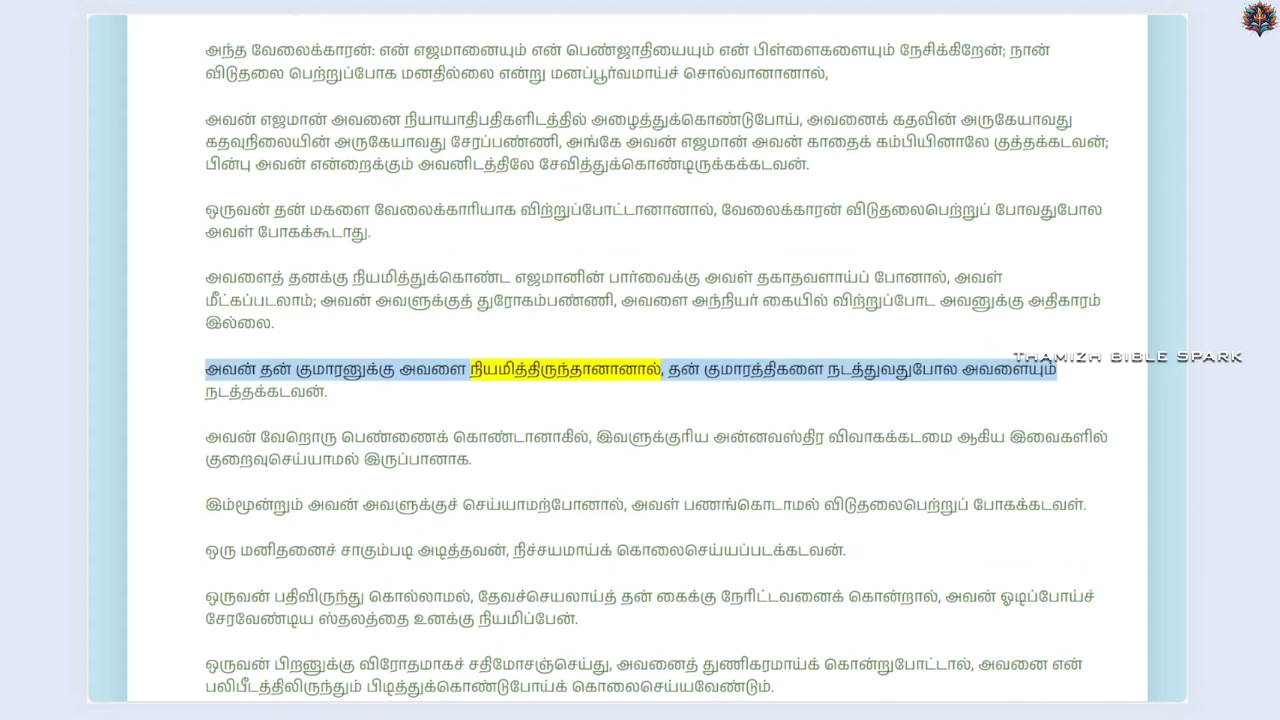 அந்த வேலைக்காரன்: என் எஜமானையும் என் பெண்ஜாதியையும் என் பிள்ளைகளையும் நேசிக்கிறேன்; நான்
விடுதலை பெற்றுப்போக மனதில்லை என்று மனப்பூர்வமாய்ச் சொல்வானானால்,
அவன் எஜமான் அவனை நியாயாதிபதிகளிடத்தில் அழைத்துக்கொண்டுபோய், அவனைக் கதவின் அருகேயாவது
கதவுநிலையின் அருகேயாவது சேரப்பண்ணி, அங்கே அவன் எஜமான் அவன் காதைக் கம்பியினாலே குத்தக்கடவன்;
பின்பு அவன் என்றைக்கும் அவனிடத்திலே சேவித்துக்கொண்டிருக்கக்கடவன்.
ஒருவன் தன் மகளை வேலைக்காரியாக விற்றுப்போட்டானானால், வேலைக்காரன் விடுதலைபெற்றுப் போவதுபோல
அவள் போகக்கூடாது.
அவளைத் தனக்கு நியமித்துக்கொண்ட எஜமானின் பார்வைக்கு அவள் தகாதவளாய்ப் போனால், அவள்
மீட்கப்படலாம்; அவன் அவளுக்குத் துரோகம்பண்ணி, அவளை அந்நியர் கையில் விற்றுப்போட அவனுக்கு அதிகாரம்
இல்லை.
அவன் தன் குமாரனுக்கு அவளை நியமித்திருந்தானானால், தன் குமாரத்திகளை நடத்துவதுபோல அவளையும்
THAMIZH BIBLE SPARK
நடத்தக்கடவன்.
அவன் வேறொரு பெண்ணைக் கொண்டானாகில், இவளுக்குரிய அன்னவஸ்திர விவாகக்கடமை ஆகிய இவைகளில்
குறைவுசெய்யாமல் இருப்பானாக.
இம்மூன்றும் அவன் அவளுக்குச் செய்யாமற்போனால், அவள் பணங்கொடாமல் விடுதலைபெற்றுப் போகக்கடவள்.
ஒரு மனிதனைச் சாகும்படி அடித்தவன், நிச்சயமாய்க் கொலைசெய்யப்படக்கடவன்.
ஒருவன் பதிவிருந்து கொல்லாமல், தேவச்செயலாய்த் தன் கைக்கு நேரிட்டவனைக் கொன்றால், அவன் ஓடிப்போய்ச்
சேரவேண்டிய ஸ்தலத்தை உனக்கு நியமிப்பேன்.
ஒருவன் பிறனுக்கு விரோதமாகச் சதிமோசஞ்செய்து, அவனைத் துணிகரமாய்க் கொன்றுபோட்டால், அவனை என்
பலிபீடத்திலிருந்தும் பிடித்துக்கொண்டுபோய்க் கொலைசெய்யவேண்டும்.